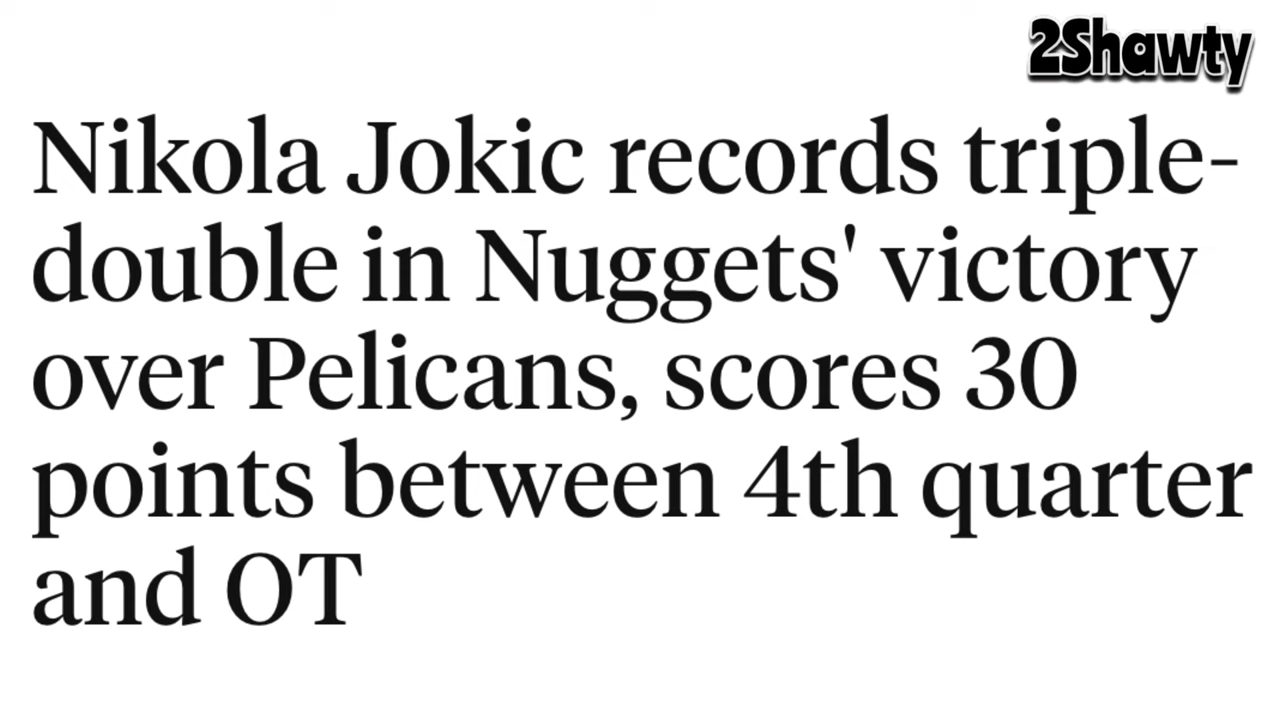 2Shawty
Nikola Jokic records triple-
double in Nuggets' victory
over Pelicans, scores 30
points between 4th quarter
and OT